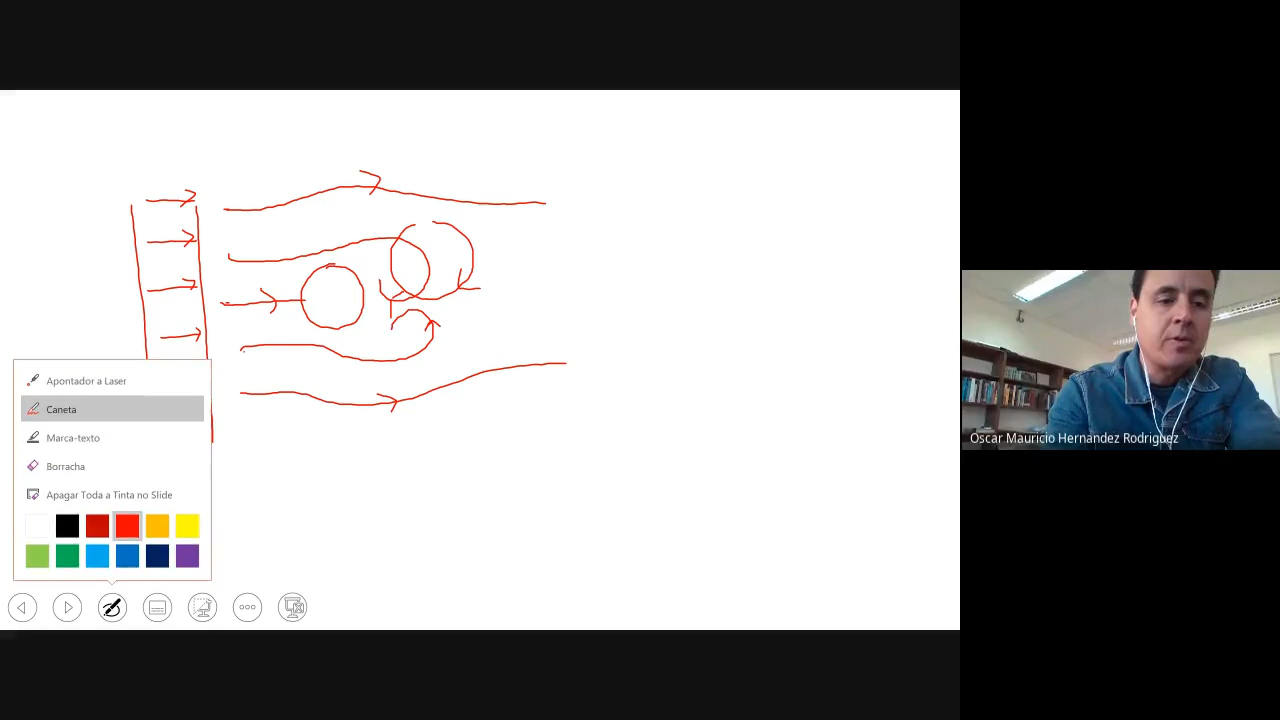 Apontador a Laser
Caneta
Marca-texto
Borracha
Apagar Toda a Tinta no Slide
Oscar Mauricio Hernandez Rodriguez